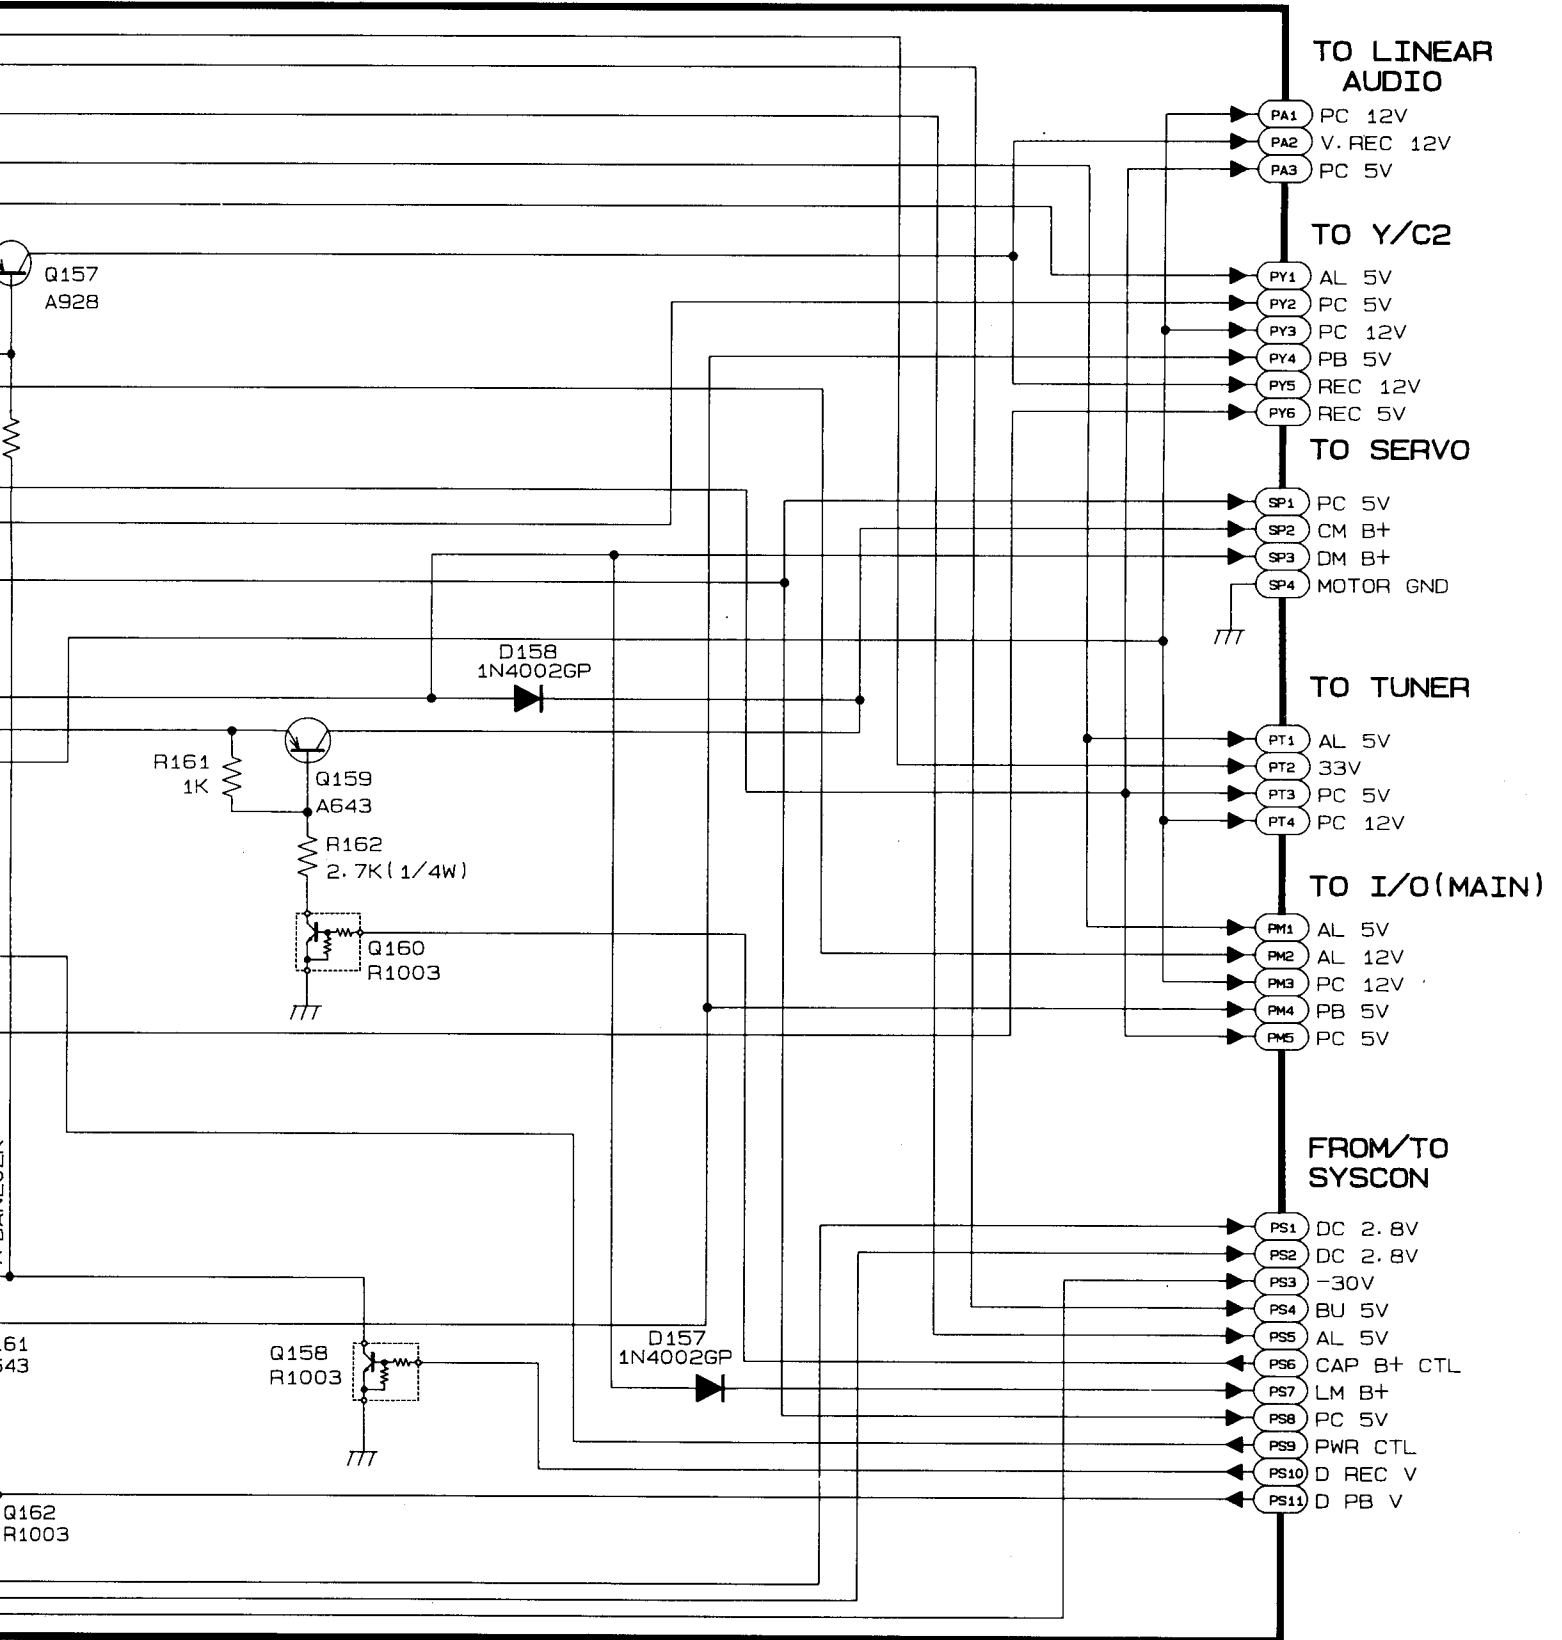 TO LINEAR
AUDIO
PA1 PC 12V
PA2 V.REC 12V
PA3 PC 5V
TO Y/C2
PY1 AL 5V
PY2 PC 5V
PY3 PC 12V
PY4 PB 5V
PY5 REC 12V
PY6 REC 5V
Q157
A928
TO SERVO
SP1 PC 5V
SP2 CM B+
SP3 DM B+
SP4 MOTOR GND
D158
1N4002GP
TO TUNER
PT1 AL 5V
PT2 33V
PT3 PC 5V
PT4 PC 12V
R161
1K
Q159
A643
R162
2.7K(1/4W)
Q160
R1003
TO I/O(MAIN)
PM1 AL 5V
PM2 AL 12V
PM3 PC 12V
PM4 PB 5V
PM5 PC 5V
FROM/TO
SYSCON
PS1 DC 2.8V
PS2 DC 2.8V
PS3 -30V
PS4 BU 5V
PS5 AL 5V
PS6 CAP B+ CTL
PS7 LM B+
PS8 PC 5V
PS9 PWR CTL
PS10 D REC V
PS11 D PB V
D157
1N4002GP
Q158
R1003
61
43
Q162
R1003